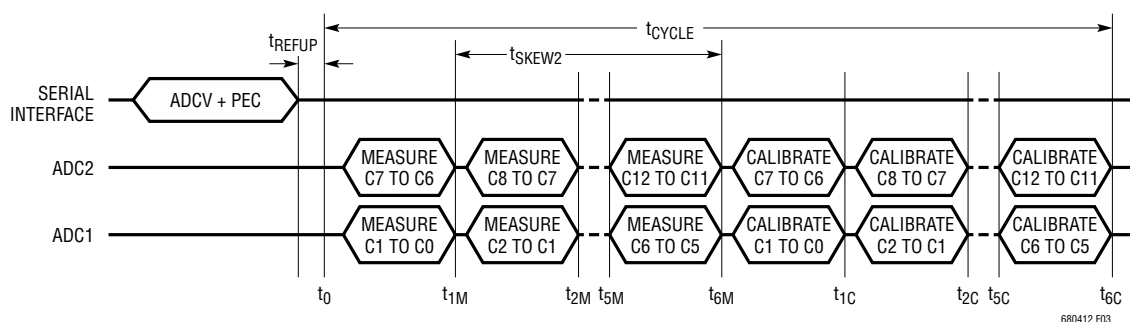 tCYCLE
tREFUP
tSKEW2
SERIAL
INTERFACE
ADCV + PEC
ADC2
MEASURE
C7 TO C6
MEASURE
C8 TO C7
MEASURE
C12 TO C11
CALIBRATE
C7 TO C6
CALIBRATE
C8 TO C7
CALIBRATE
C12 TO C11
ADC1
MEASURE
C1 TO C0
MEASURE
C2 TO C1
MEASURE
C6 TO C5
CALIBRATE
C1 TO C0
CALIBRATE
C2 TO C1
CALIBRATE
C6 TO C5
t0 t1M t2M t5M t6M t1C t2C t5C t6C
680412 F03